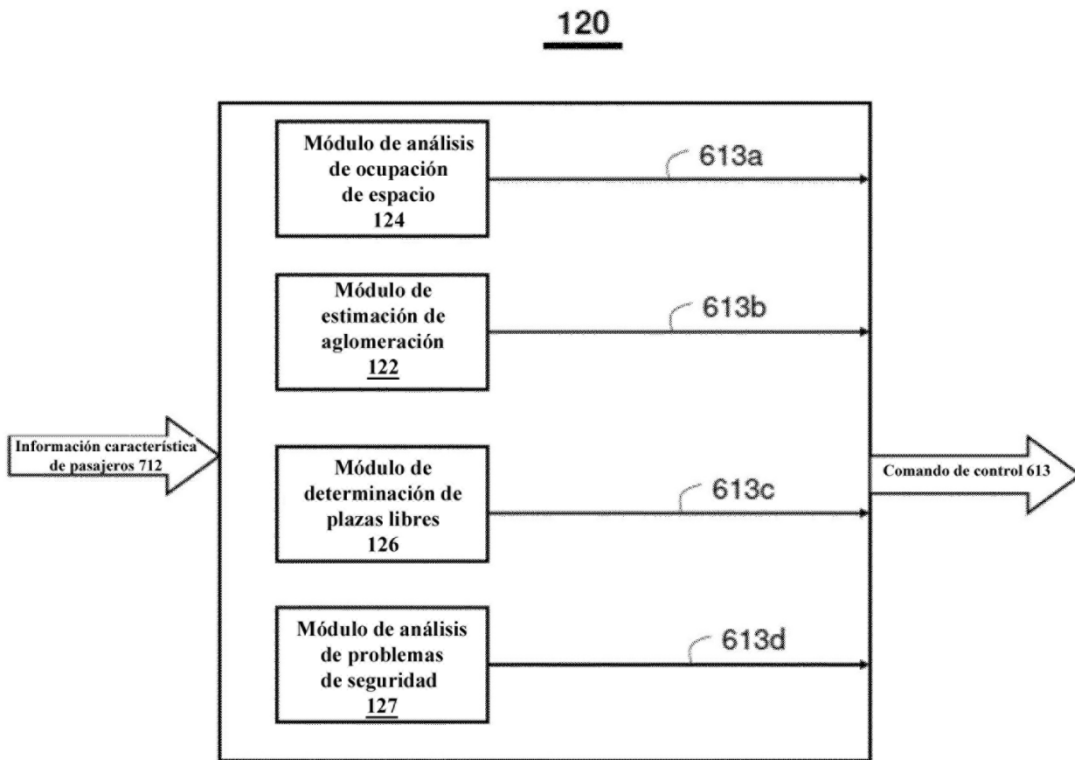 120
Módulo de análisis
de ocupación
de espacio
124
613a
Módulo de
estimación de
aglomeración
122
613b
Información característica
de pasajeros 712
Comando de control 613
Módulo de
determinación de
plazas libres
126
613c
Módulo de análisis
de problemas
de seguridad
127
613d